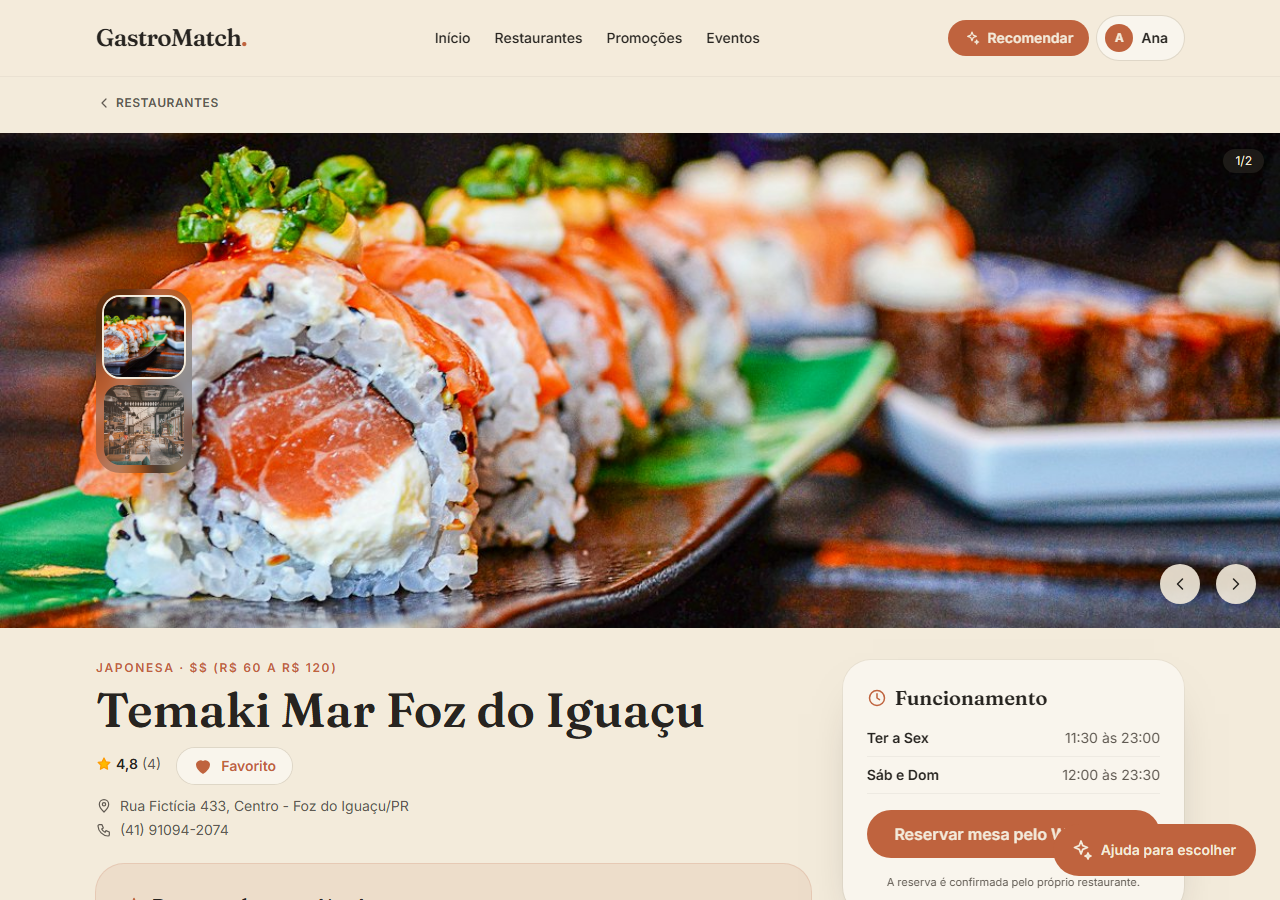 GastroMatch.
Início
Restaurantes
Promoções
Eventos
Recomendar
A
Ana
RESTAURANTES
1/2
JAPONESA · $$ (R$ 60 A R$ 120)
Temaki Mar Foz do Iguaçu
4,8 (4)
Favorito
Rua Fictícia 433, Centro - Foz do Iguaçu/PR
(41) 91094-2074
Funcionamento
Ter a Sex 11:30 às 23:00
Sáb e Dom 12:00 às 23:30
Reservar mesa pelo
Ajuda para escolher
A reserva é confirmada pelo próprio restaurante.